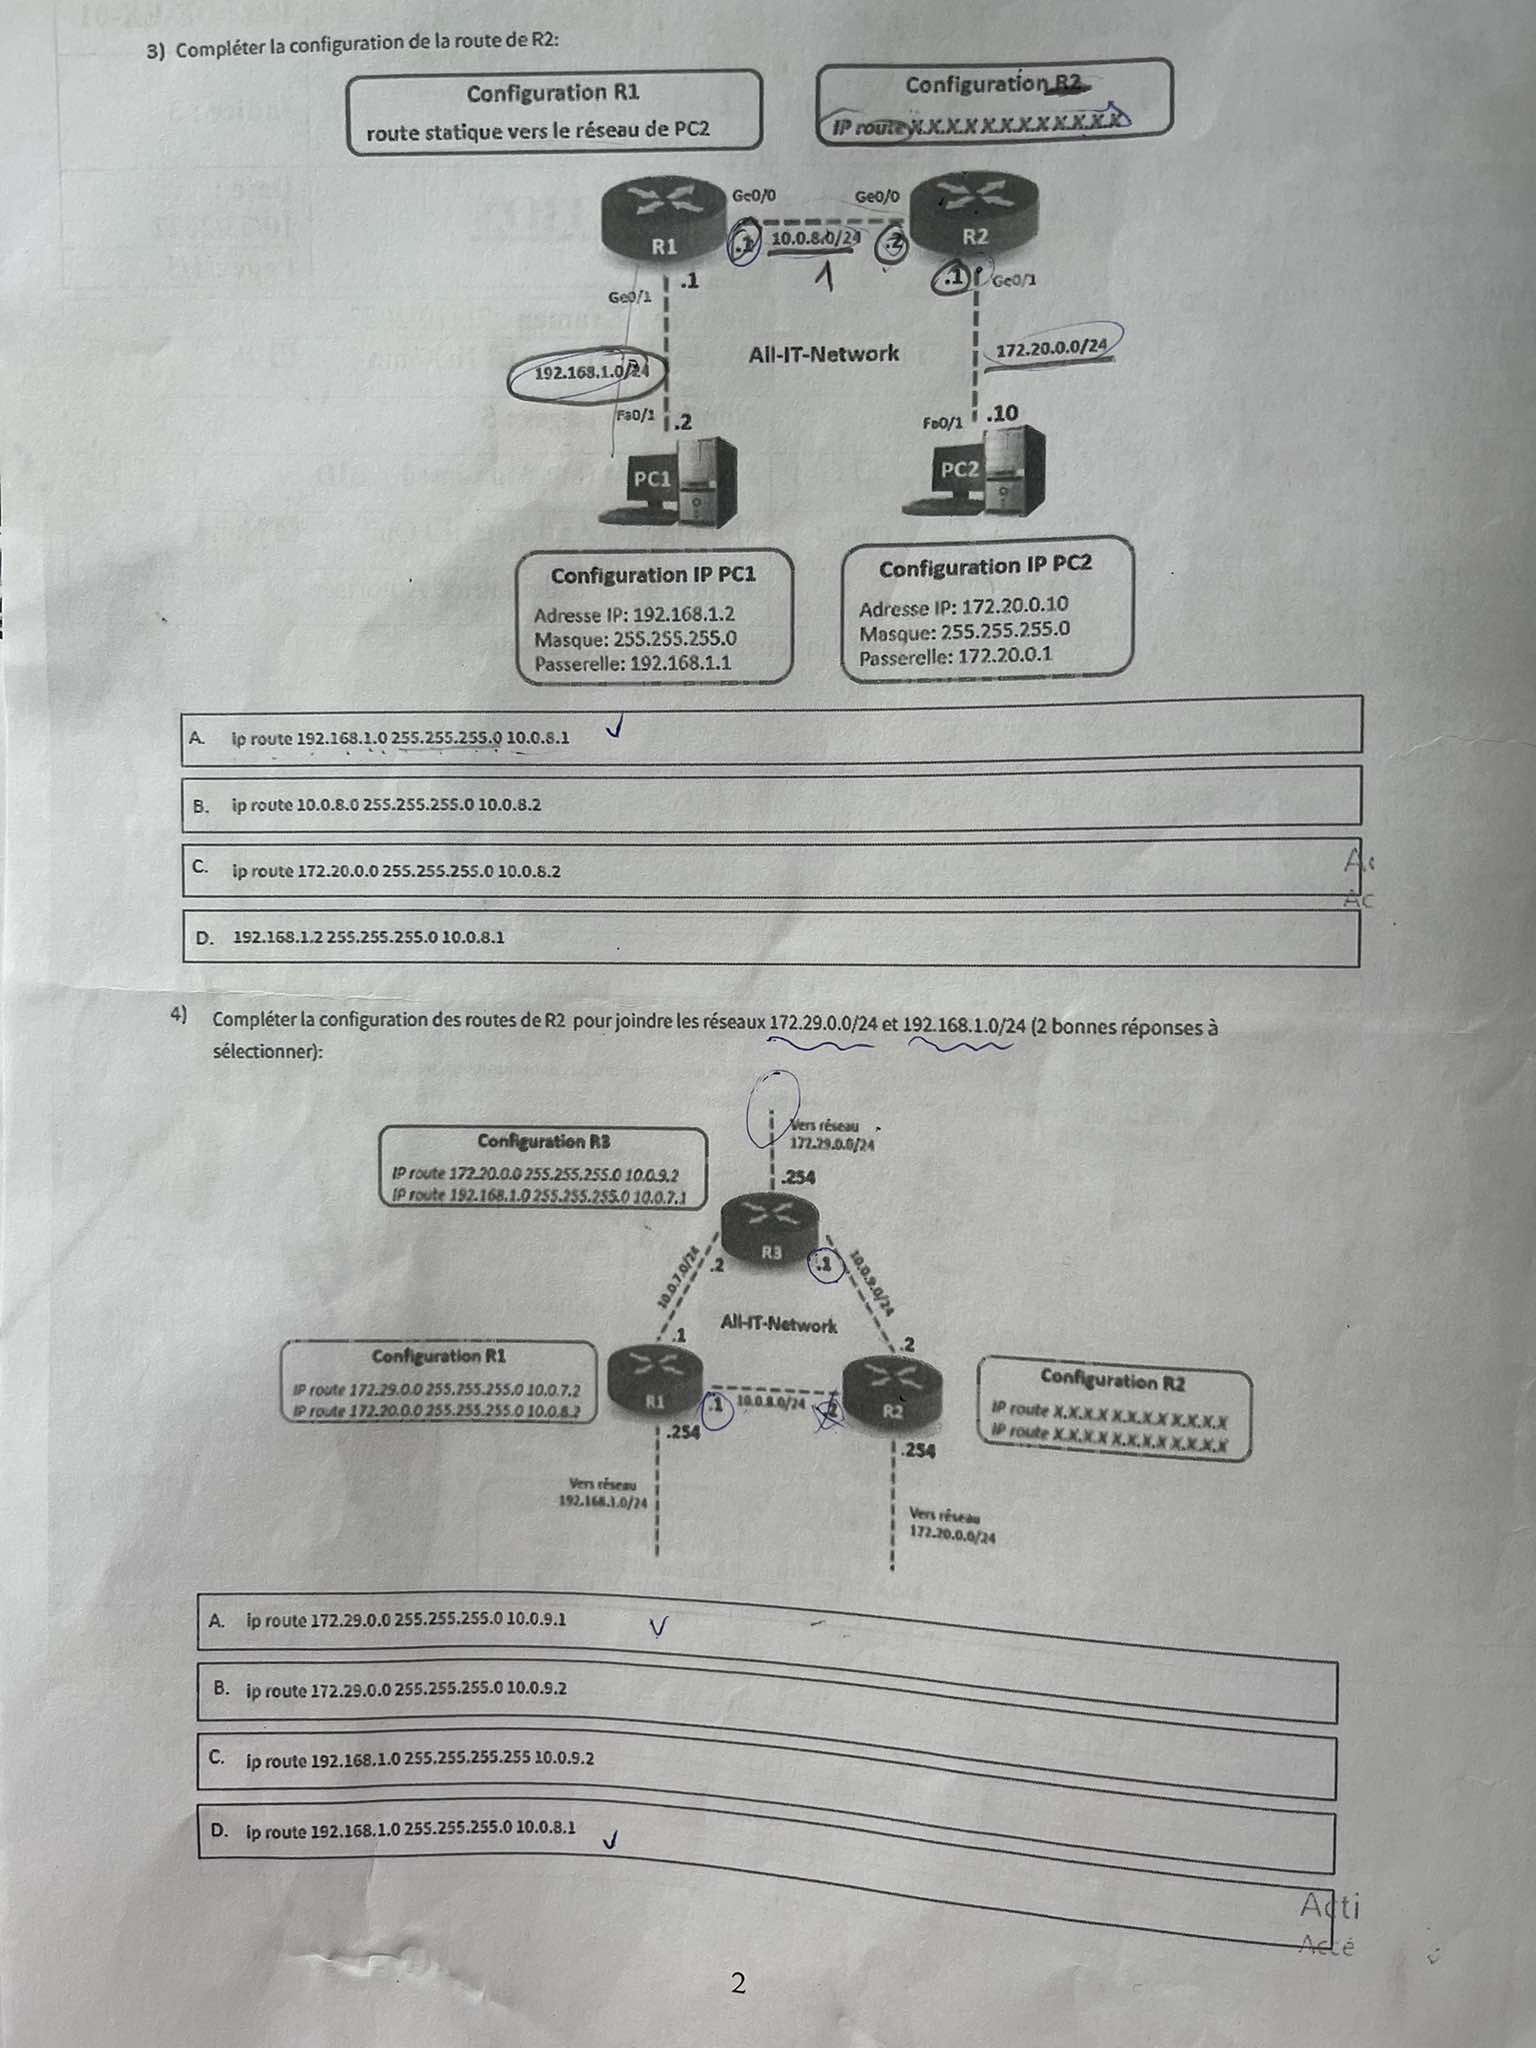 3) Compléter la configuration de la route de R2:
Configuration R1
route statique vers le réseau de PC2
Configuration R2
IP route X.X.X.X X.X.X.X X.X.X.X
Ge0/0
Ge0/0
R1
.1
10.0.8.0/24
.2
R2
1
.1
Ge0/1
.1
Ge0/1
All-IT-Network
192.168.1.0/24
172.20.0.0/24
Fa0/1
.2
Fa0/1
.10
PC1
PC2
Configuration IP PC1
Adresse IP: 192.168.1.2
Masque: 255.255.255.0
Passerelle: 192.168.1.1
Configuration IP PC2
Adresse IP: 172.20.0.10
Masque: 255.255.255.0
Passerelle: 172.20.0.1
A. ip route 192.168.1.0 255.255.255.0 10.0.8.1
B. ip route 10.0.8.0 255.255.255.0 10.0.8.2
C. ip route 172.20.0.0 255.255.255.0 10.0.8.2
D. 192.168.1.2 255.255.255.0 10.0.8.1
Ac
4) Compléter la configuration des routes de R2 pour joindre les réseaux 172.29.0.0/24 et 192.168.1.0/24 (2 bonnes réponses à
sélectionner):
Vers réseau
172.29.0.0/24
.254
Configuration R3
IP route 172.20.0.0 255.255.255.0 10.0.9.2
IP route 192.168.1.0 255.255.255.0 10.0.7.1
R3
.2
.1
10.0.7.0/24
10.0.9.0/24
All-IT-Network
.1
.2
Configuration R1
IP route 172.29.0.0 255.255.255.0 10.0.7.2
IP route 172.20.0.0 255.255.255.0 10.0.8.2
R1
.1
10.0.8.0/24
.2
R2
Configuration R2
IP route X.X.X.X X.X.X.X X.X.X.X
IP route X.X.X.X X.X.X.X X.X.X.X
.254
.254
Vers réseau
192.168.1.0/24
Vers réseau
172.20.0.0/24
A. ip route 172.29.0.0 255.255.255.0 10.0.9.1
B. ip route 172.29.0.0 255.255.255.0 10.0.9.2
C. ip route 192.168.1.0 255.255.255.255 10.0.9.2
D. ip route 192.168.1.0 255.255.255.0 10.0.8.1
Acti
Accé
2